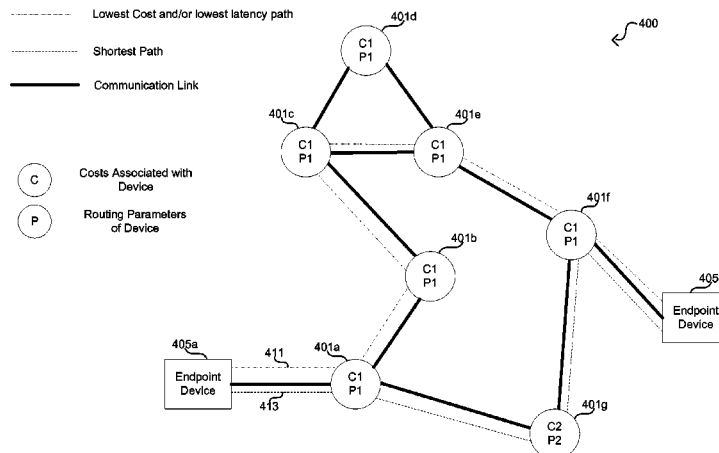 Lowest Cost and/or lowest latency path
Shortest Path
Communication Link
C
Costs Associated with
Device
P
Routing Parameters
of Device
400
401d
C1
P1
401c
C1
P1
401e
C1
P1
401f
C1
P1
401b
C1
P1
405
Endpoint
Device
405a
Endpoint
Device
411
413
401a
C1
P1
401g
C2
P2